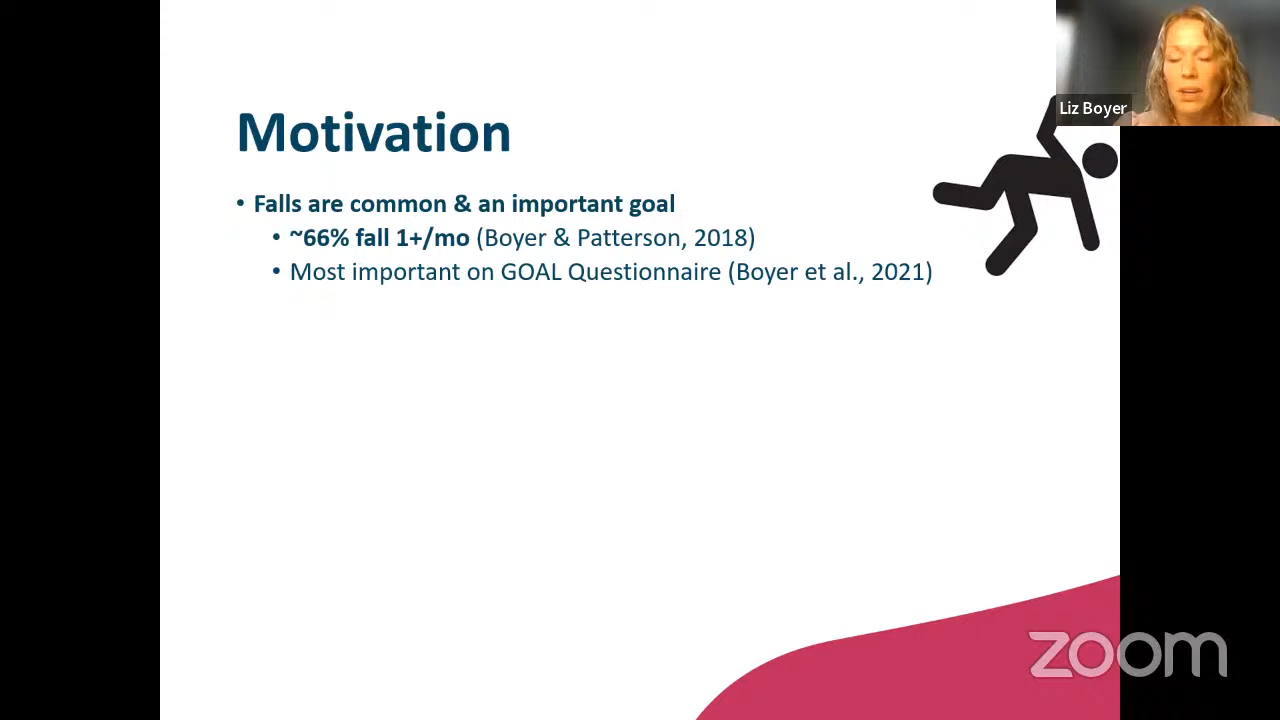 Liz Boyer
Motivation
• Falls are common & an important goal
• ~66% fall 1+/mo (Boyer & Patterson, 2018)
• Most important on GOAL Questionnaire (Boyer et al., 2021)
zoom